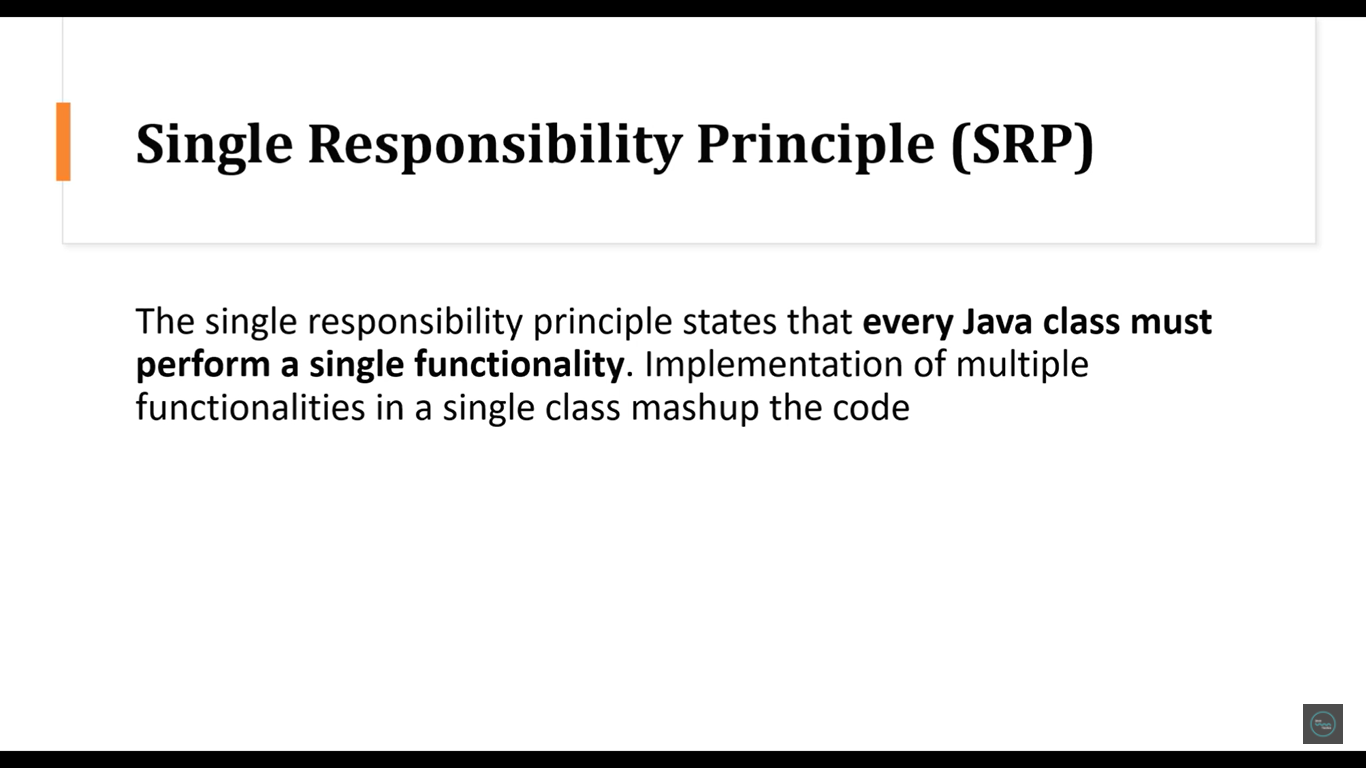 Single Responsibility Principle (SRP)
The single responsibility principle states that every Java class must
perform a single functionality. Implementation of multiple
functionalities in a single class mashup the code